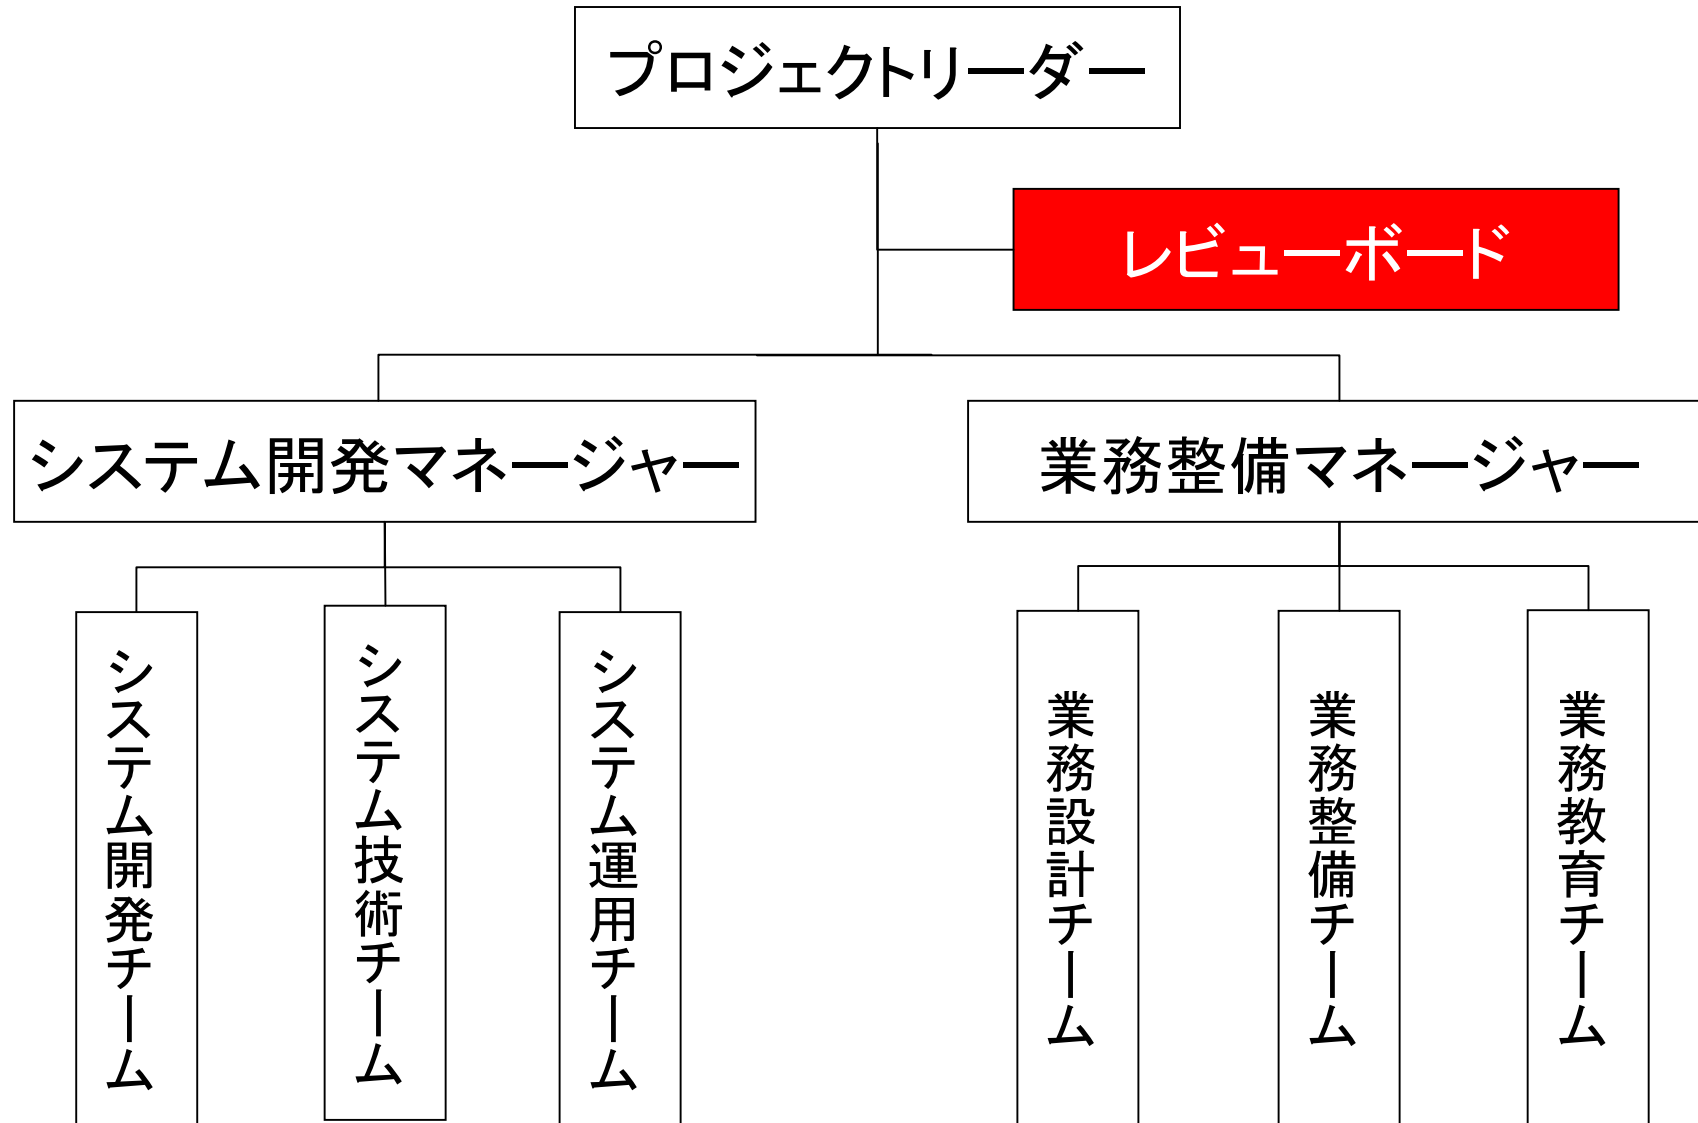 プロジェクトリーダー
レビューボード
システム開発マネージャー
業務整備マネージャー
システム開発チーム
システム技術チーム
システム運用チーム
業務設計チーム
業務整備チーム
業務教育チーム